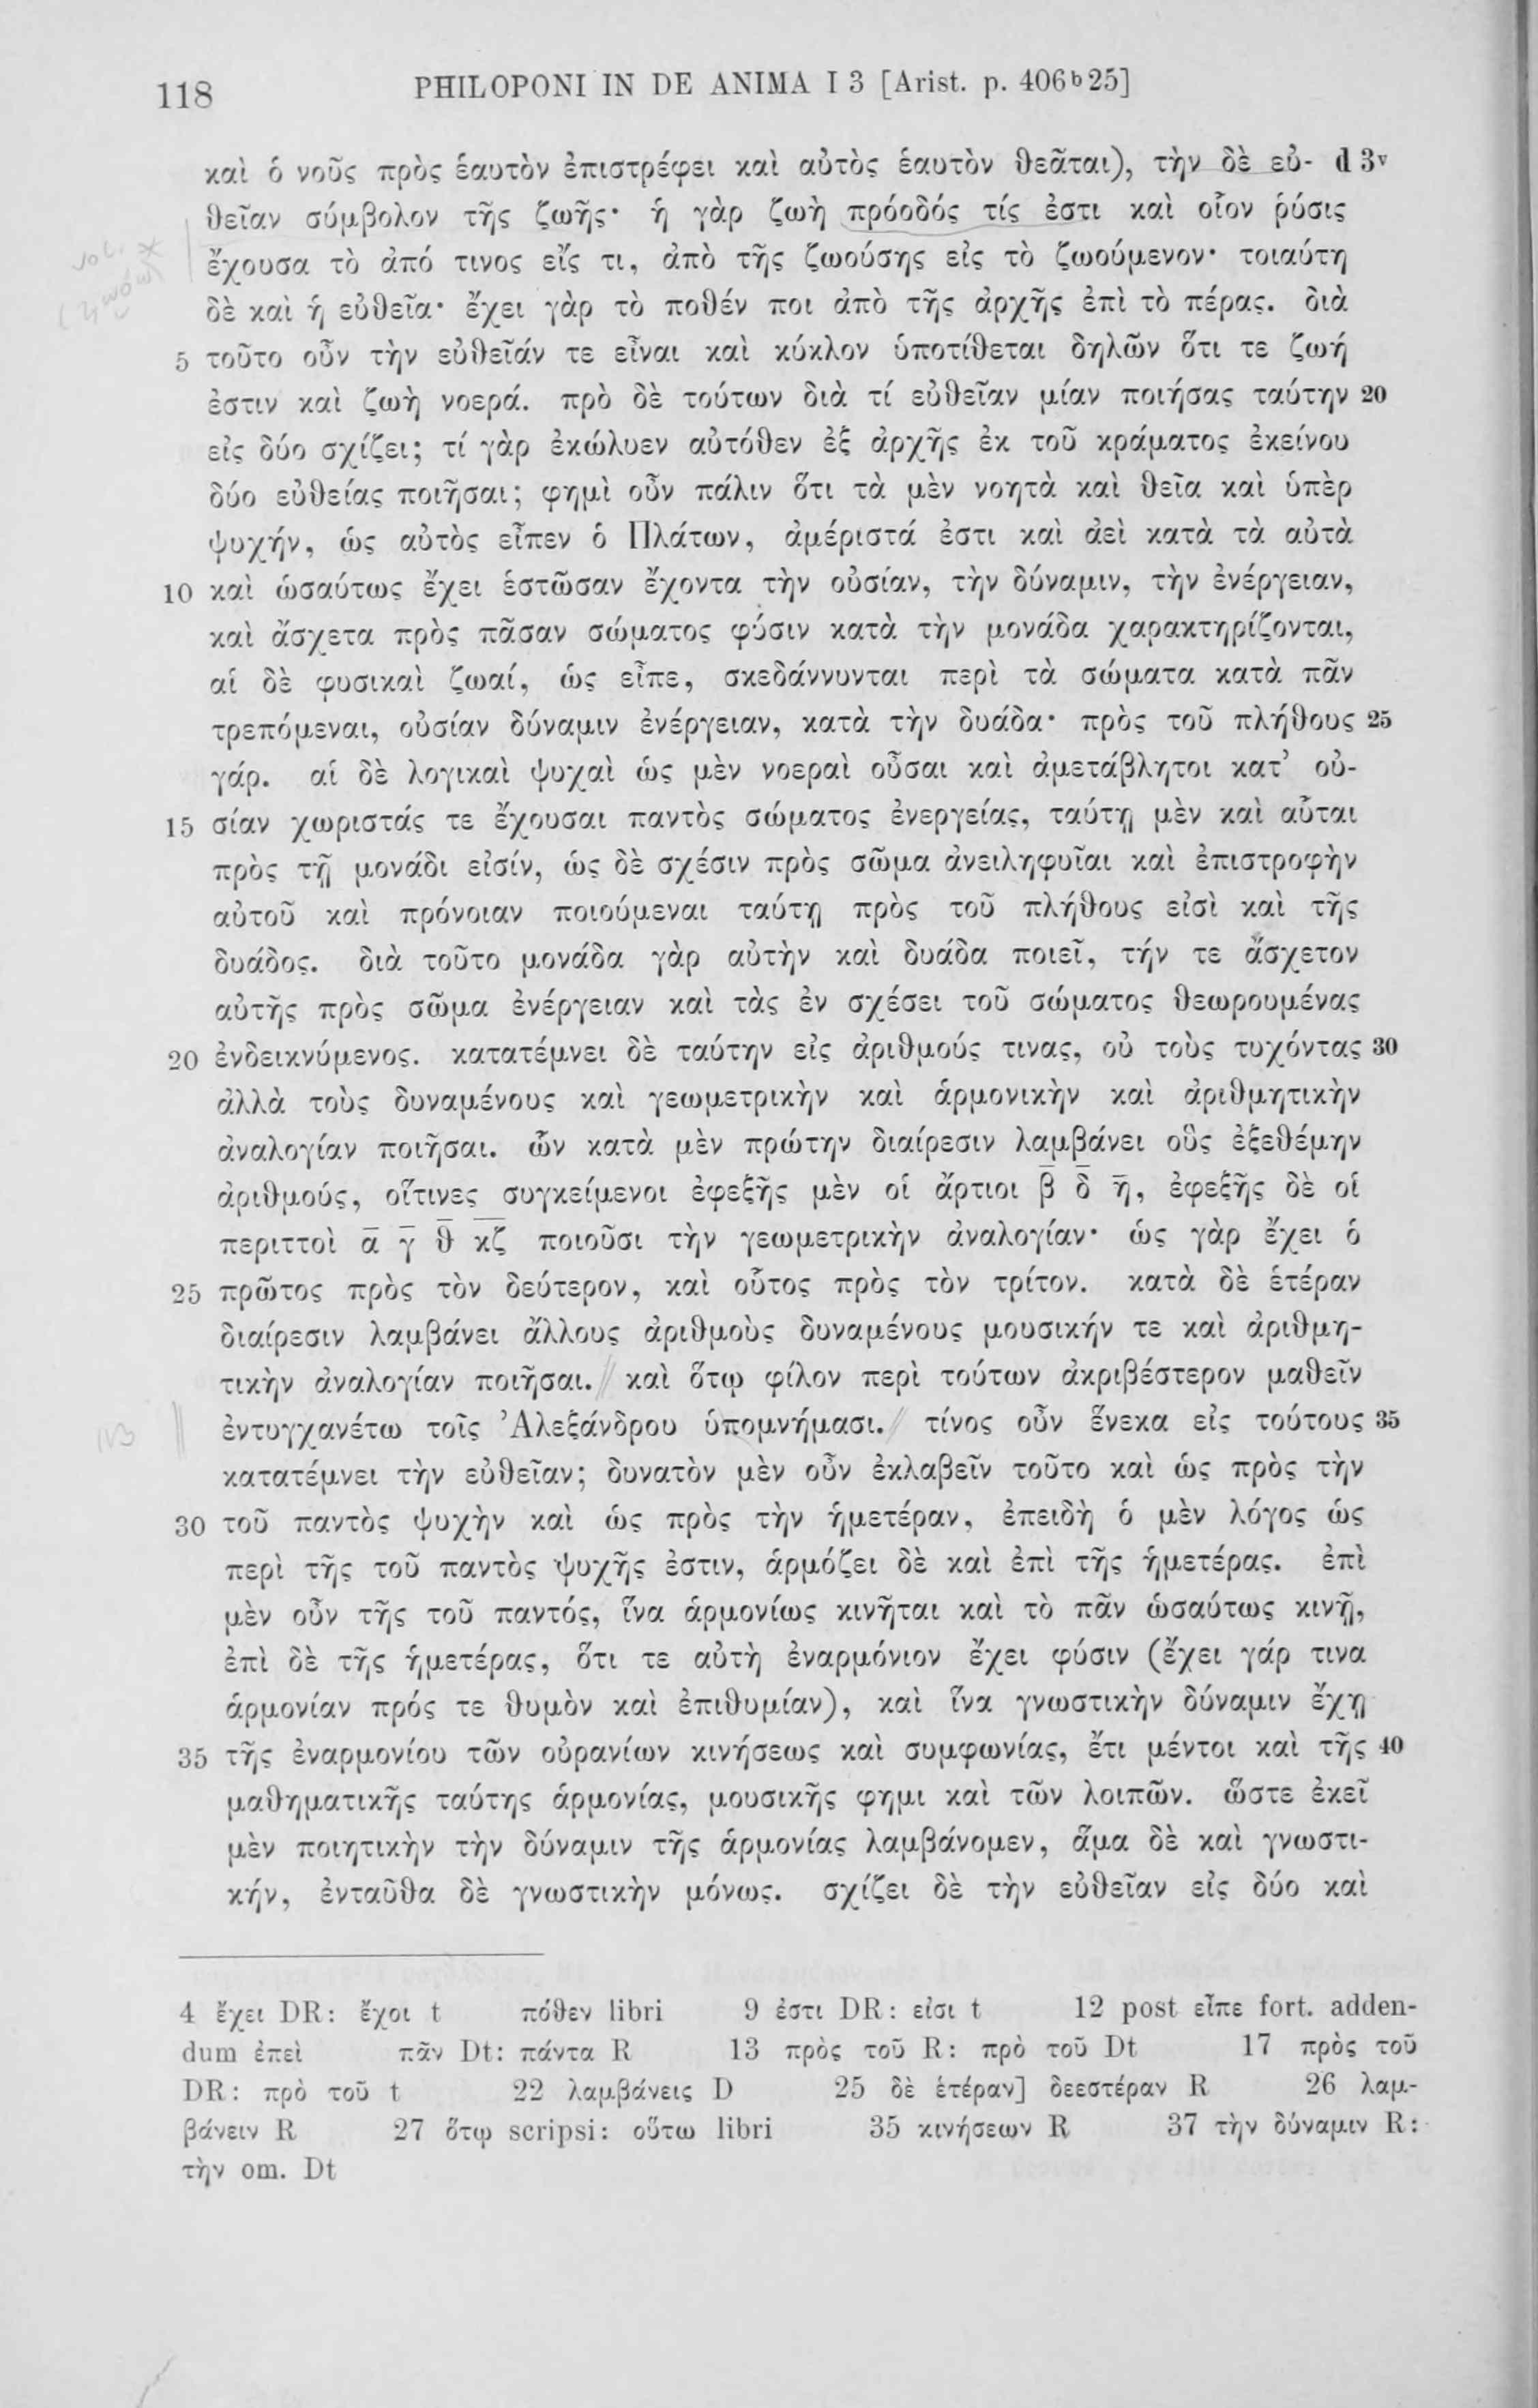 118 PHILOPONI IN DE ANIMA I 3 [Arist. p. 406b25]
καὶ ὁ νοῦς πρὸς ἑαυτὸν ἐπιστρέφει καὶ αὐτὸς ἑαυτὸν θεᾶται), τὴν δὲ εὐ- d 3v
θεῖαν σύμβολον τῆς ζωῆς· ἡ γὰρ ζωὴ πρόοδός τίς ἐστι καὶ οἷον ῥύσις
ἔχουσα τὸ ἀπό τινος εἴς τι, ἀπὸ τῆς ζωούσης εἰς τὸ ζωούμενον· τοιαύτη
δὲ καὶ ἡ εὐθεῖα· ἔχει γὰρ τὸ ποθέν ποι ἀπὸ τῆς ἀρχῆς ἐπὶ τὸ πέρας. διὰ
5 τοῦτο οὖν τὴν εὐθεῖάν τε εἶναι καὶ κύκλον ὑποτίθεται δηλῶν ὅτι τε ζωή
ἐστιν καὶ ζωὴ νοερά. πρὸ δὲ τούτων διὰ τί εὐθεῖαν μίαν ποιήσας ταύτην 20
εἰς δύο σχίζει; τί γὰρ ἐκώλυεν αὐτόθεν ἐξ ἀρχῆς ἐκ τοῦ κράματος ἐκείνου
δύο εὐθείας ποιῆσαι; φημὶ οὖν πάλιν ὅτι τὰ μὲν νοητὰ καὶ θεῖα καὶ ὑπὲρ
ψυχήν, ὡς αὐτὸς εἶπεν ὁ Πλάτων, ἀμέριστά ἐστι καὶ ἀεὶ κατὰ τὰ αὐτὰ
10 καὶ ὡσαύτως ἔχει ἑστῶσαν ἔχοντα τὴν οὐσίαν, τὴν δύναμιν, τὴν ἐνέργειαν,
καὶ ἄσχετα πρὸς πᾶσαν σώματος φύσιν κατὰ τὴν μονάδα χαρακτηρίζονται,
αἱ δὲ φυσικαὶ ζωαί, ὡς εἶπε, σκεδάννυνται περὶ τὰ σώματα κατὰ πᾶν
τρεπόμεναι, οὐσίαν δύναμιν ἐνέργειαν, κατὰ τὴν δυάδα· πρὸς τοῦ πλήθους 25
γάρ. αἱ δὲ λογικαὶ ψυχαὶ ὡς μὲν νοεραὶ οὖσαι καὶ ἀμετάβλητοι κατ’ οὐ-
15 σίαν χωριστάς τε ἔχουσαι παντὸς σώματος ἐνεργείας, ταύτῃ μὲν καὶ αὗται
πρὸς τῇ μονάδι εἰσίν, ὡς δὲ σχέσιν πρὸς σῶμα ἀνειληφυῖαι καὶ ἐπιστροφὴν
αὐτοῦ καὶ πρόνοιαν ποιούμεναι ταύτῃ πρὸς τοῦ πλήθους εἰσὶ καὶ τῆς
δυάδος. διὰ τοῦτο μονάδα γὰρ αὐτὴν καὶ δυάδα ποιεῖ, τήν τε ἄσχετον
αὐτῆς πρὸς σῶμα ἐνέργειαν καὶ τὰς ἐν σχέσει τοῦ σώματος θεωρουμένας
20 ἐνδεικνύμενος. κατατέμνει δὲ ταύτην εἰς ἀριθμούς τινας, οὐ τοὺς τυχόντας 30
ἀλλὰ τοὺς δυναμένους καὶ γεωμετρικὴν καὶ ἁρμονικὴν καὶ ἀριθμητικὴν
ἀναλογίαν ποιῆσαι. ὧν κατὰ μὲν πρώτην διαίρεσιν λαμβάνει οὓς ἐξεθέμην
ἀριθμούς, οἵτινες συγκείμενοι ἐφεξῆς μὲν οἱ ἄρτιοι β̄ δ̄ η̄, ἐφεξῆς δὲ οἱ
περιττοὶ ᾱ γ̄ θ̄ κ̄ζ̄ ποιοῦσι τὴν γεωμετρικὴν ἀναλογίαν· ὡς γὰρ ἔχει ὁ
25 πρῶτος πρὸς τὸν δεύτερον, καὶ οὗτος πρὸς τὸν τρίτον. κατὰ δὲ ἑτέραν
διαίρεσιν λαμβάνει ἄλλους ἀριθμοὺς δυναμένους μουσικήν τε καὶ ἀριθμη-
τικὴν ἀναλογίαν ποιῆσαι. καὶ ὅτῳ φίλον περὶ τούτων ἀκριβέστερον μαθεῖν
ἐντυγχανέτω τοῖς Ἀλεξάνδρου ὑπομνήμασι. τίνος οὖν ἕνεκα εἰς τούτους 35
κατατέμνει τὴν εὐθεῖαν; δυνατὸν μὲν οὖν ἐκλαβεῖν τοῦτο καὶ ὡς πρὸς τὴν
30 τοῦ παντὸς ψυχὴν καὶ ὡς πρὸς τὴν ἡμετέραν, ἐπειδὴ ὁ μὲν λόγος ὡς
περὶ τῆς τοῦ παντὸς ψυχῆς ἐστιν, ἁρμόζει δὲ καὶ ἐπὶ τῆς ἡμετέρας. ἐπὶ
μὲν οὖν τῆς τοῦ παντός, ἵνα ἁρμονίως κινῆται καὶ τὸ πᾶν ὡσαύτως κινῇ,
ἐπὶ δὲ τῆς ἡμετέρας, ὅτι τε αὐτὴ ἐναρμόνιον ἔχει φύσιν (ἔχει γάρ τινα
ἁρμονίαν πρός τε θυμὸν καὶ ἐπιθυμίαν), καὶ ἵνα γνωστικὴν δύναμιν ἔχῃ
35 τῆς ἐναρμονίου τῶν οὐρανίων κινήσεως καὶ συμφωνίας, ἔτι μέντοι καὶ τῆς 40
μαθηματικῆς ταύτης ἁρμονίας, μουσικῆς φημι καὶ τῶν λοιπῶν. ὥστε ἐκεῖ
μὲν ποιητικὴν τὴν δύναμιν τῆς ἁρμονίας λαμβάνομεν, ἅμα δὲ καὶ γνωστι-
κήν, ἐνταῦθα δὲ γνωστικὴν μόνως. σχίζει δὲ τὴν εὐθεῖαν εἰς δύο καὶ
4 ἔχει DR: ἔχοι t πόθεν libri 9 ἐστι DR: εἰσι t 12 post εἶπε fort. adden-
dum ἐπεὶ πᾶν Dt: πάντα R 13 πρὸς τοῦ R: πρὸ τοῦ Dt 17 πρὸς τοῦ
DR: πρὸ τοῦ t 22 λαμβάνεις D 25 δὲ ἑτέραν] δεεστέραν R 26 λαμ-
βάνειν R 27 ὅτῳ scripsi: οὕτω libri 35 κινήσεων R 37 τὴν δύναμιν R:
τὴν om. Dt